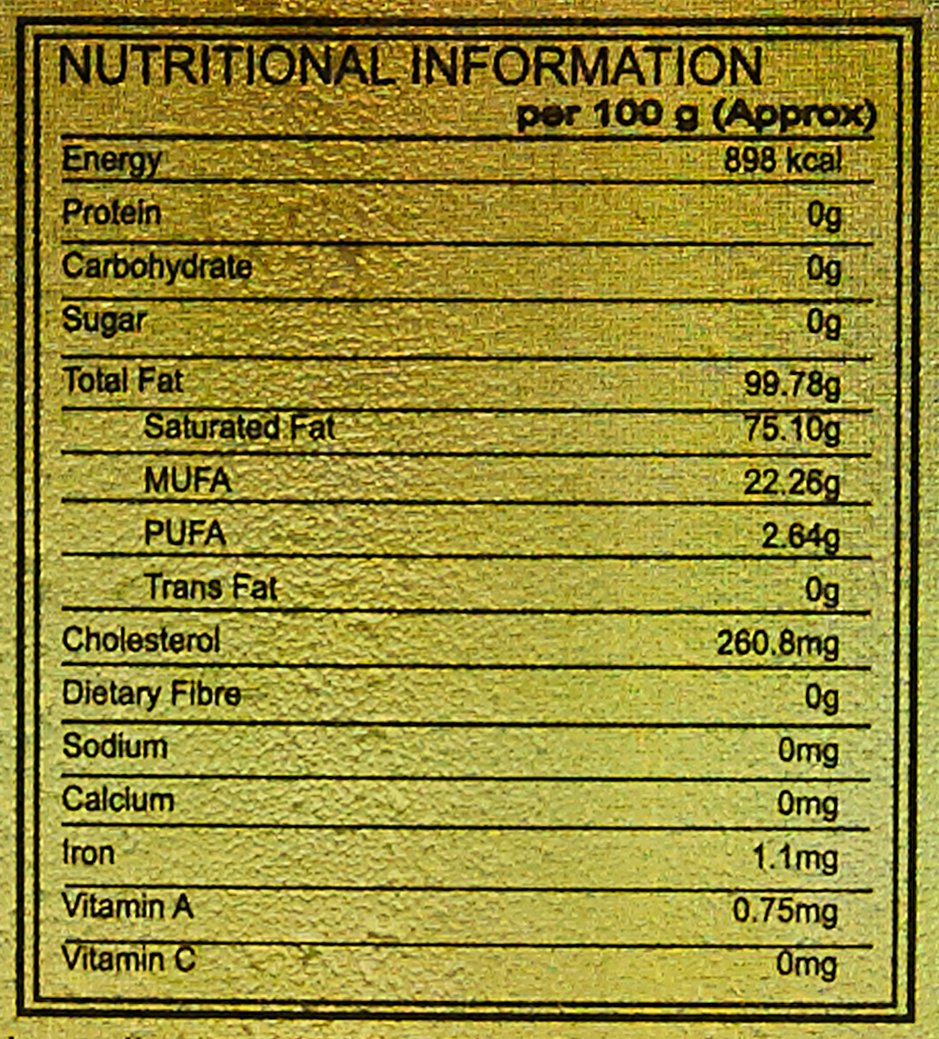 NUTRITIONAL INFORMATION
per 100 g (Approx)
Energy 898 kcal
Protein 0g
Carbohydrate 0g
Sugar 0g
Total Fat 99.78g
Saturated Fat 75.10g
MUFA 22.26g
PUFA 2.64g
Trans Fat 0g
Cholesterol 260.8mg
Dietary Fibre 0g
Sodium 0mg
Calcium 0mg
Iron 1.1mg
Vitamin A 0.75mg
Vitamin C 0mg